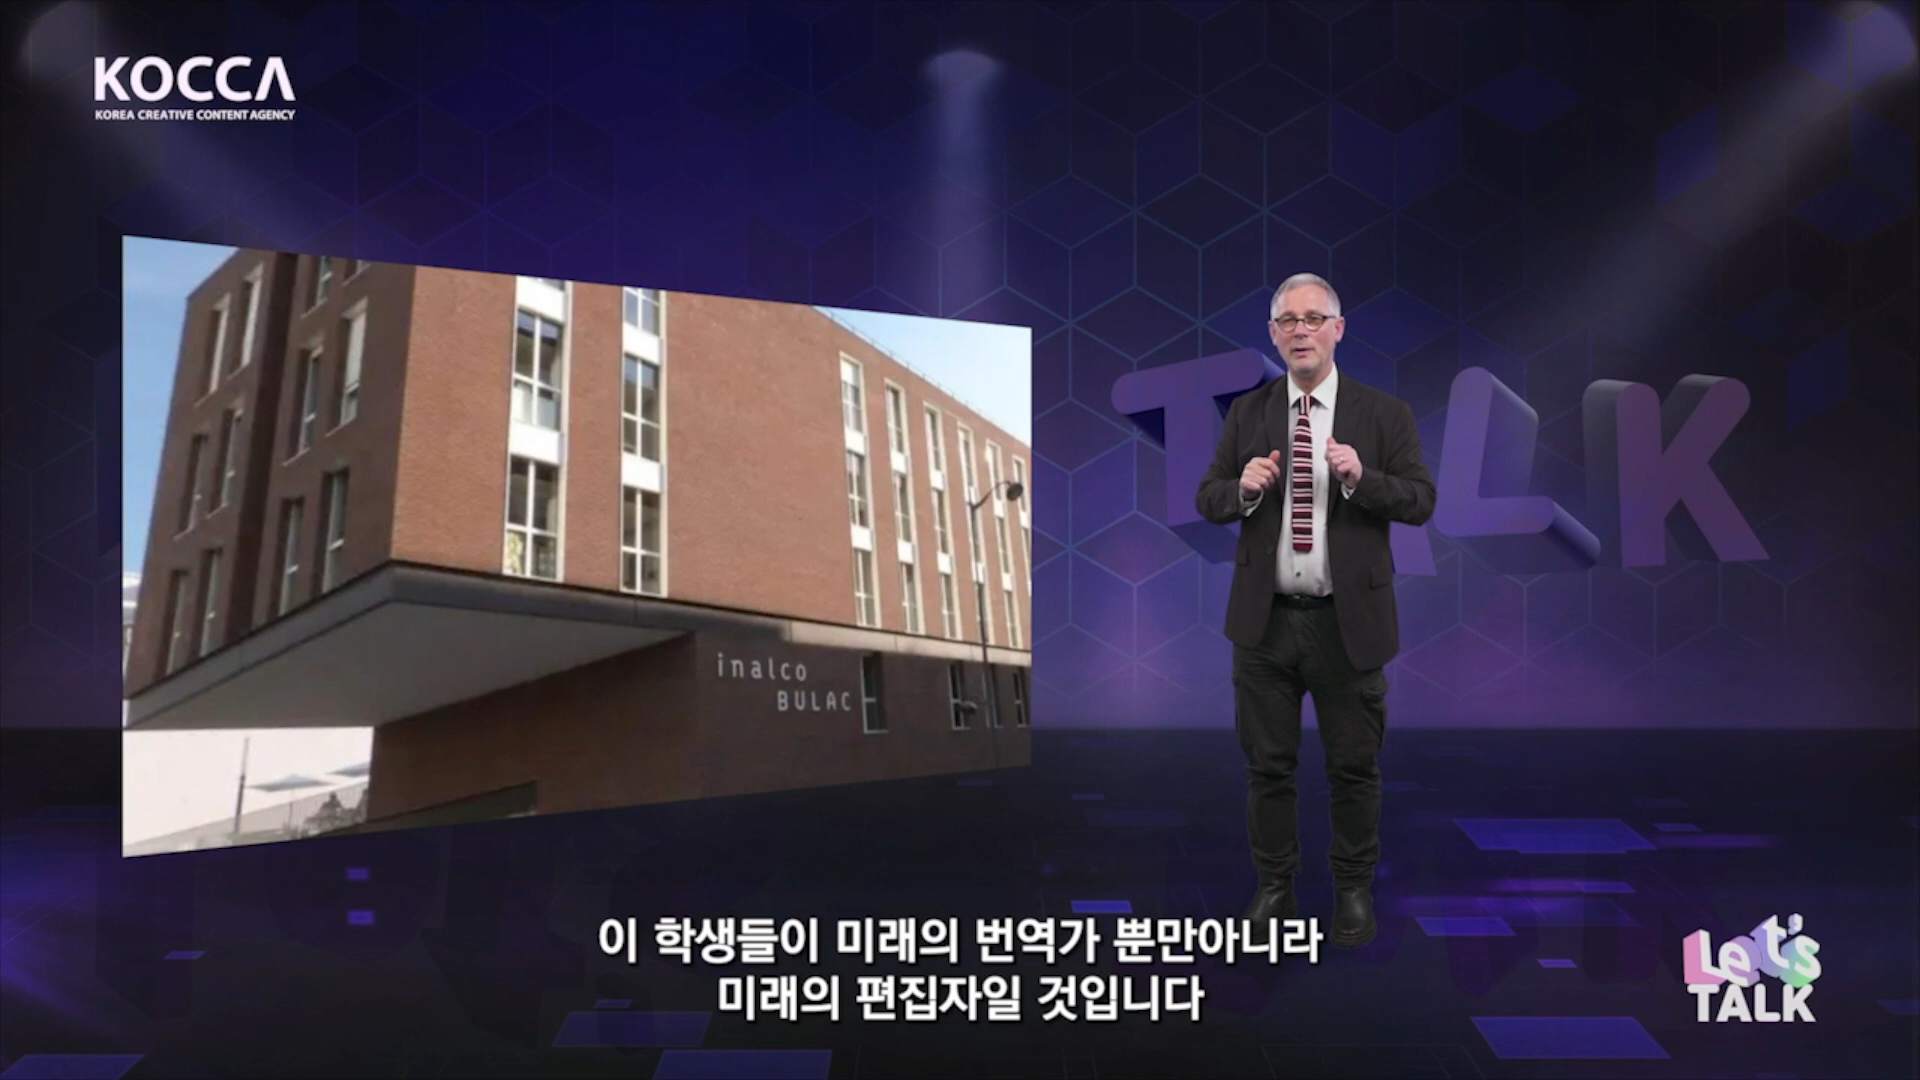 KOCCA
KOREA CREATIVE CONTENT AGENCY
TALK
inalco
BULAC
이 학생들이 미래의 번역가 뿐만아니라
미래의 편집자일 것입니다
Let's
TALK